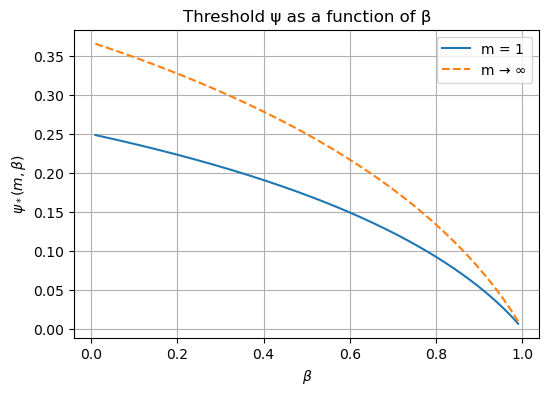 Threshold ψ as a function of β
m = 1
m → ∞
ψ*(m, β)
0.35
0.30
0.25
0.20
0.15
0.10
0.05
0.00
0.0 0.2 0.4 0.6 0.8 1.0
β